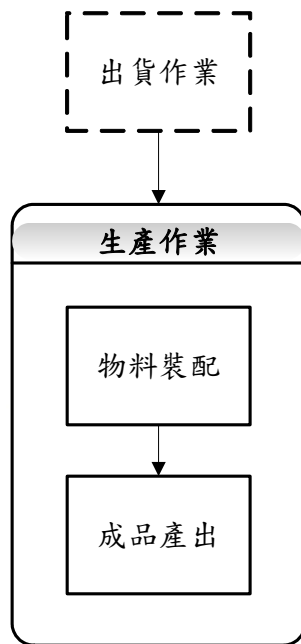 出貨作業
生產作業
物料裝配
成品產出